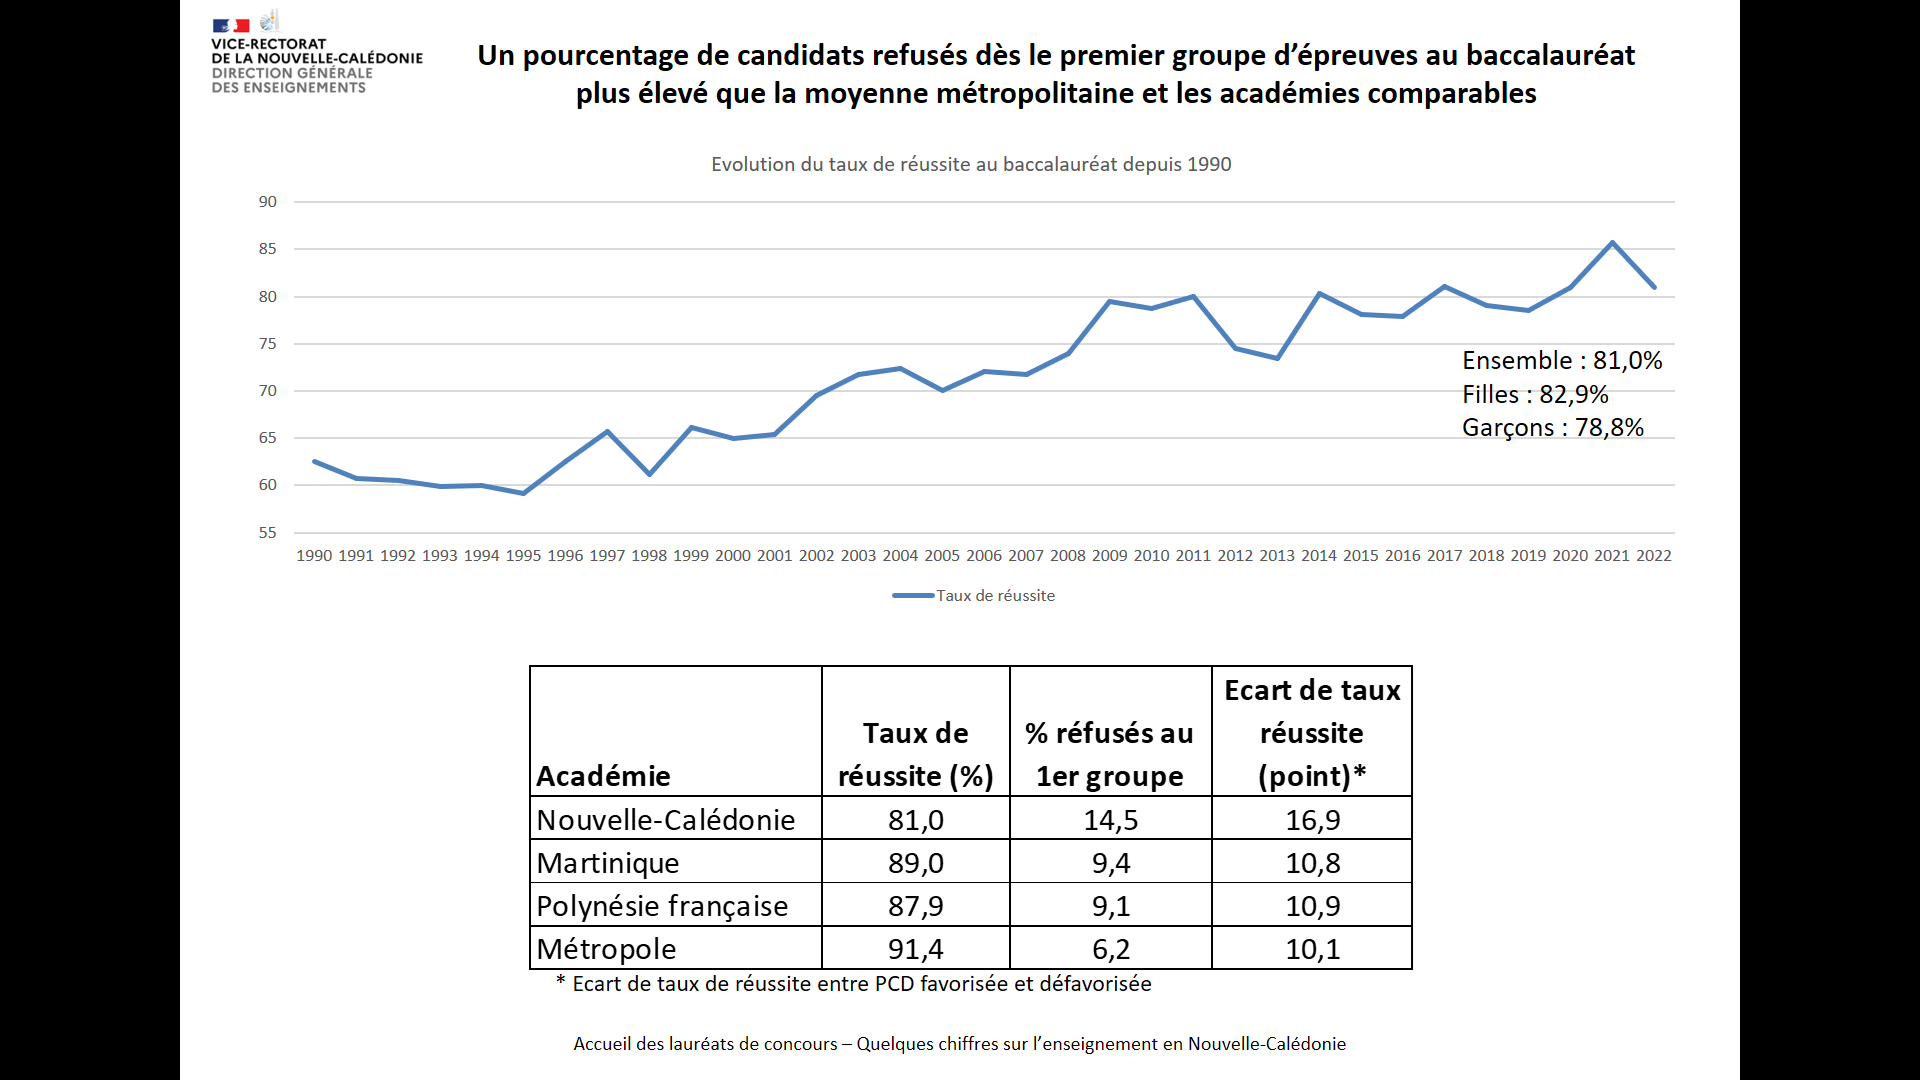 VICE-RECTORAT
DE LA NOUVELLE-CALÉDONIE
DIRECTION GÉNÉRALE
DES ENSEIGNEMENTS
Un pourcentage de candidats refusés dès le premier groupe d’épreuves au baccalauréat
plus élevé que la moyenne métropolitaine et les académies comparables
Evolution du taux de réussite au baccalauréat depuis 1990
90
85
80
75
70
65
60
55
Ensemble : 81,0%
Filles : 82,9%
Garçons : 78,8%
1990 1991 1992 1993 1994 1995 1996 1997 1998 1999 2000 2001 2002 2003 2004 2005 2006 2007 2008 2009 2010 2011 2012 2013 2014 2015 2016 2017 2018 2019 2020 2021 2022
Taux de réussite
Académie
Taux de
réussite (%)
% réfusés au
1er groupe
Ecart de taux
réussite
(point)*
Nouvelle-Calédonie 81,0 14,5 16,9
Martinique 89,0 9,4 10,8
Polynésie française 87,9 9,1 10,9
Métropole 91,4 6,2 10,1
* Ecart de taux de réussite entre PCD favorisée et défavorisée
Accueil des lauréats de concours – Quelques chiffres sur l’enseignement en Nouvelle-Calédonie